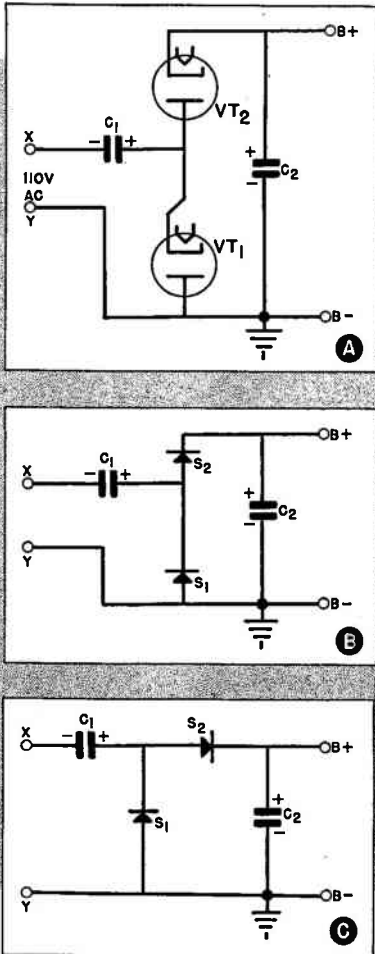 B+
VT2
C1
- +
X
+
C2
-
110V
AC
Y
VT1
B-
A
B+
X
C1
- +
S2
+
C2
-
Y
S1
B-
B
X
C1
- +
S2
B+
S1
+
C2
-
Y
B-
C